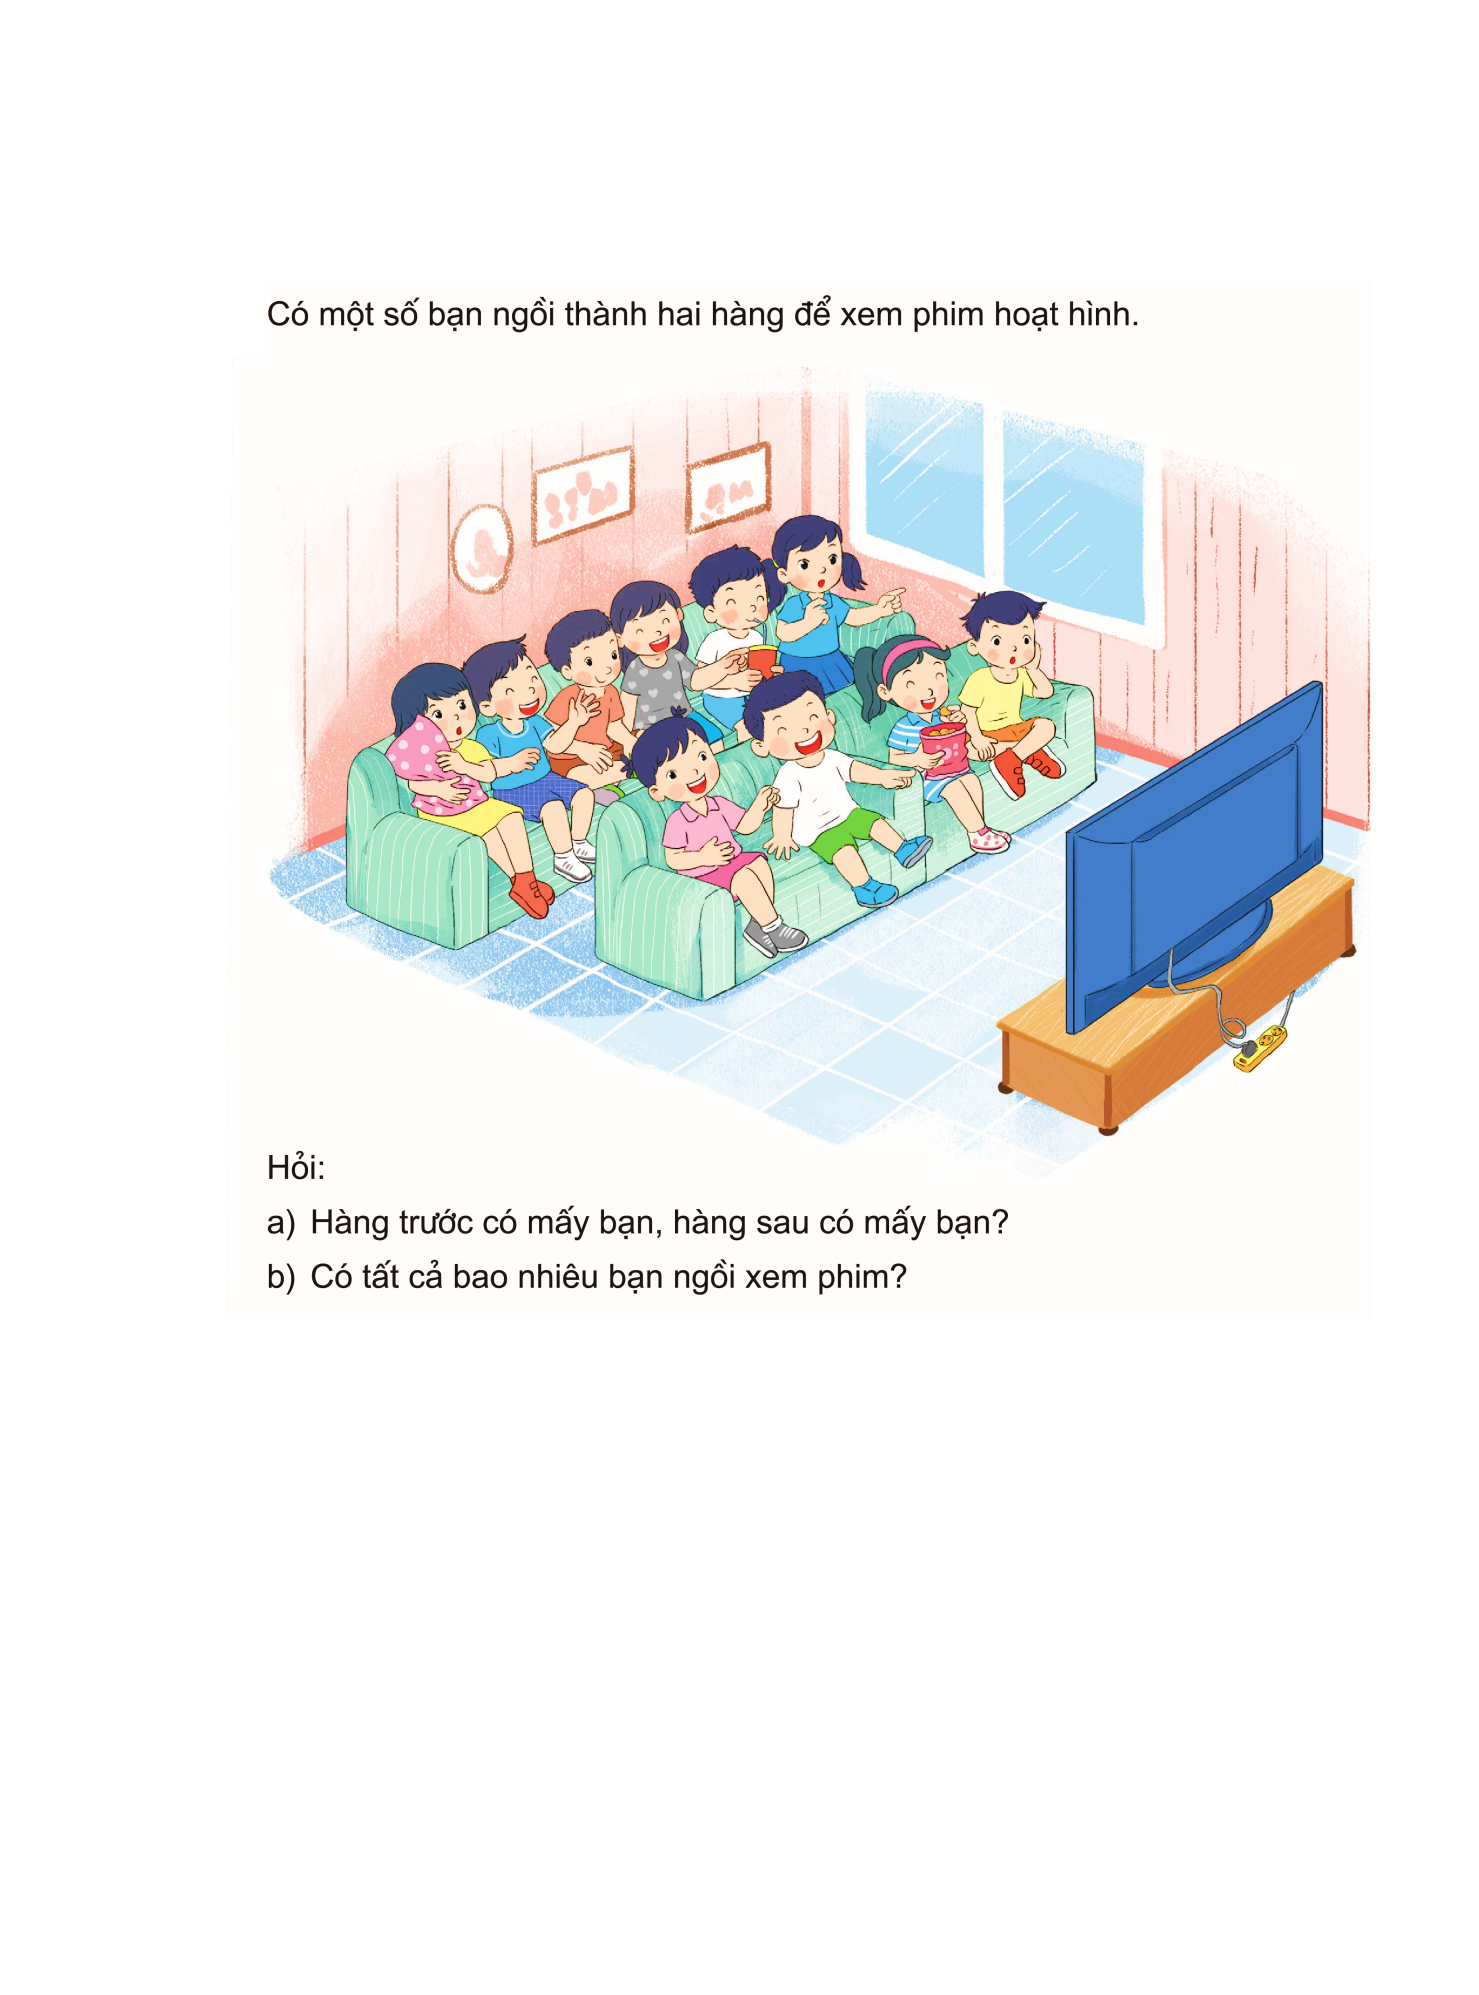 Có một số bạn ngồi thành hai hàng để xem phim hoạt hình.
Hỏi:
a) Hàng trước có mấy bạn, hàng sau có mấy bạn?
b) Có tất cả bao nhiêu bạn ngồi xem phim?